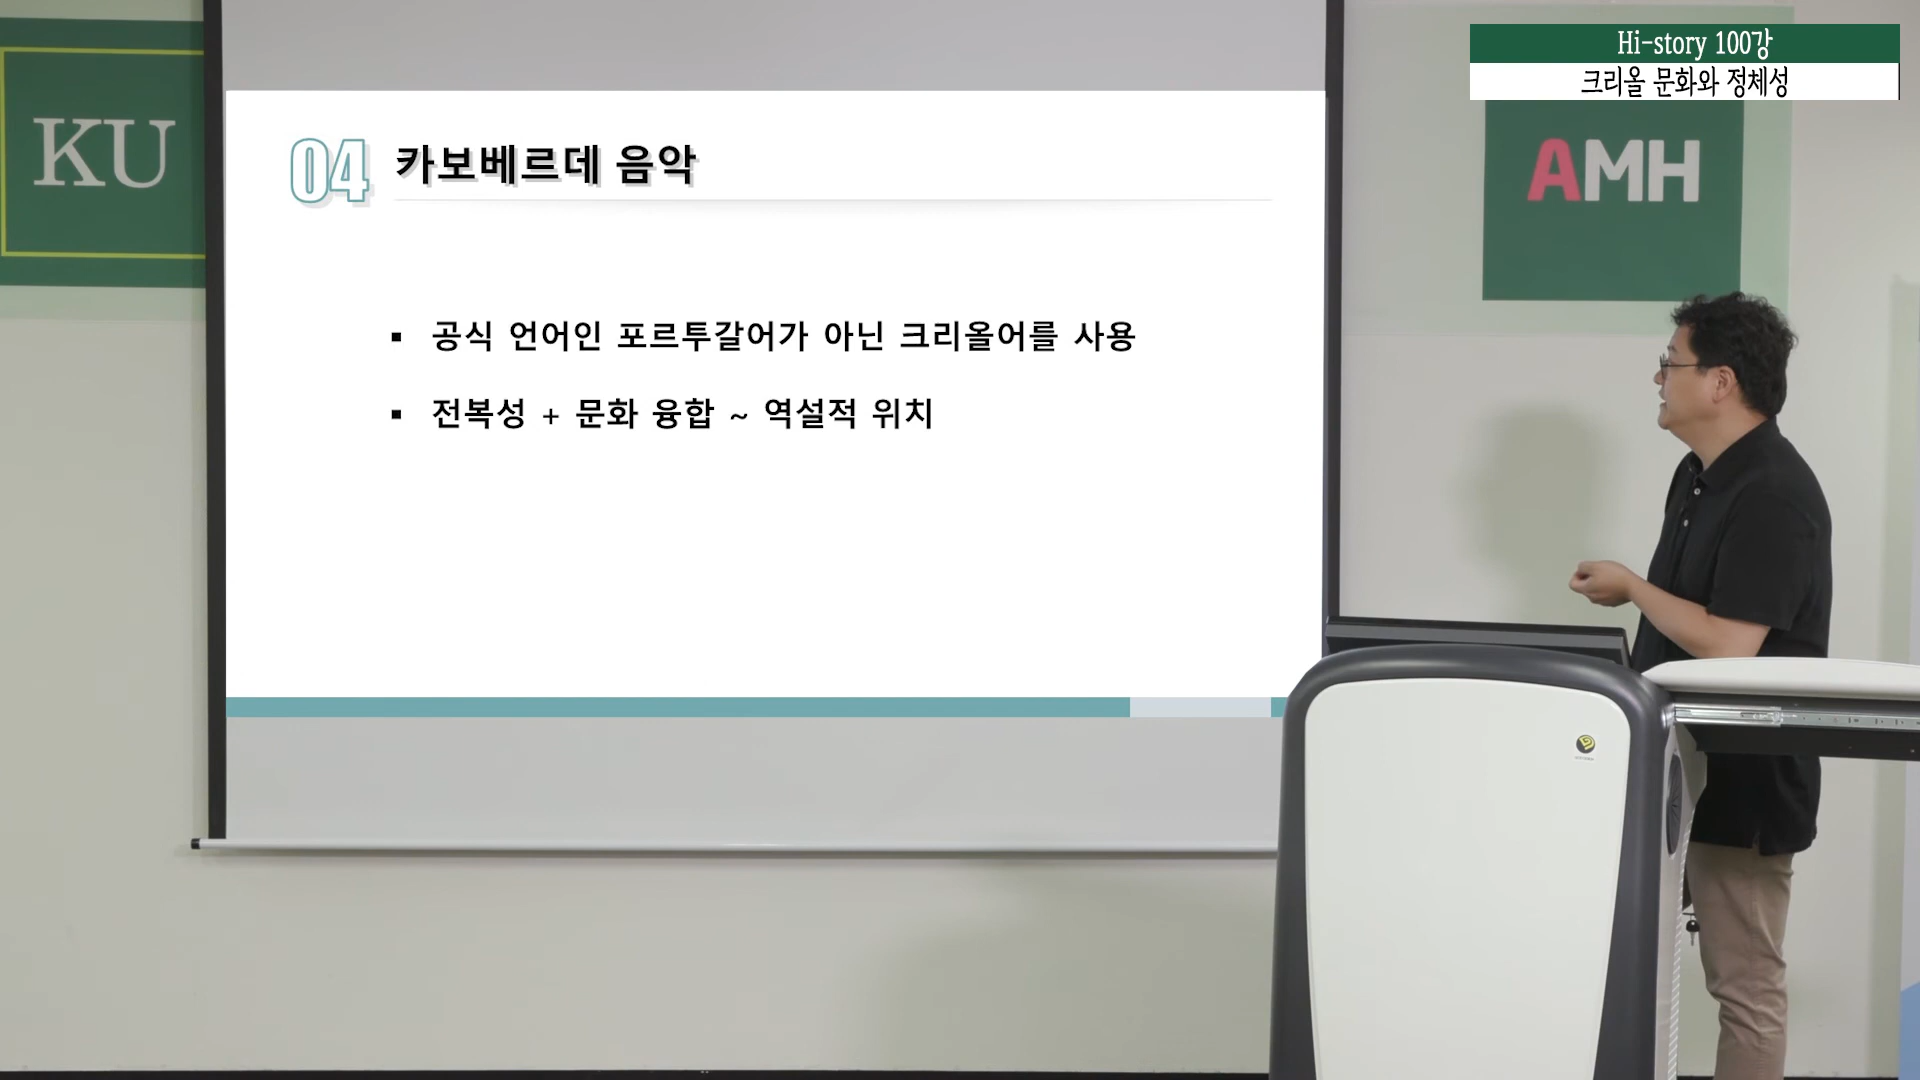 Hi-story 100강
크리올 문화와 정체성
KU
AMH
04 카보베르데 음악
▪ 공식 언어인 포르투갈어가 아닌 크리올어를 사용
▪ 전복성 + 문화 융합 ~ 역설적 위치